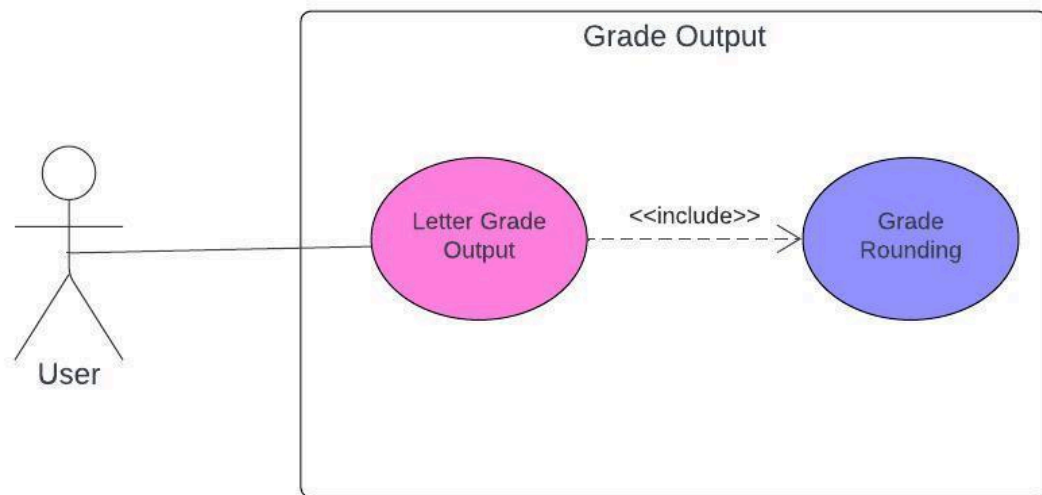 Grade Output
Letter Grade
Output
<<include>>
Grade
Rounding
User